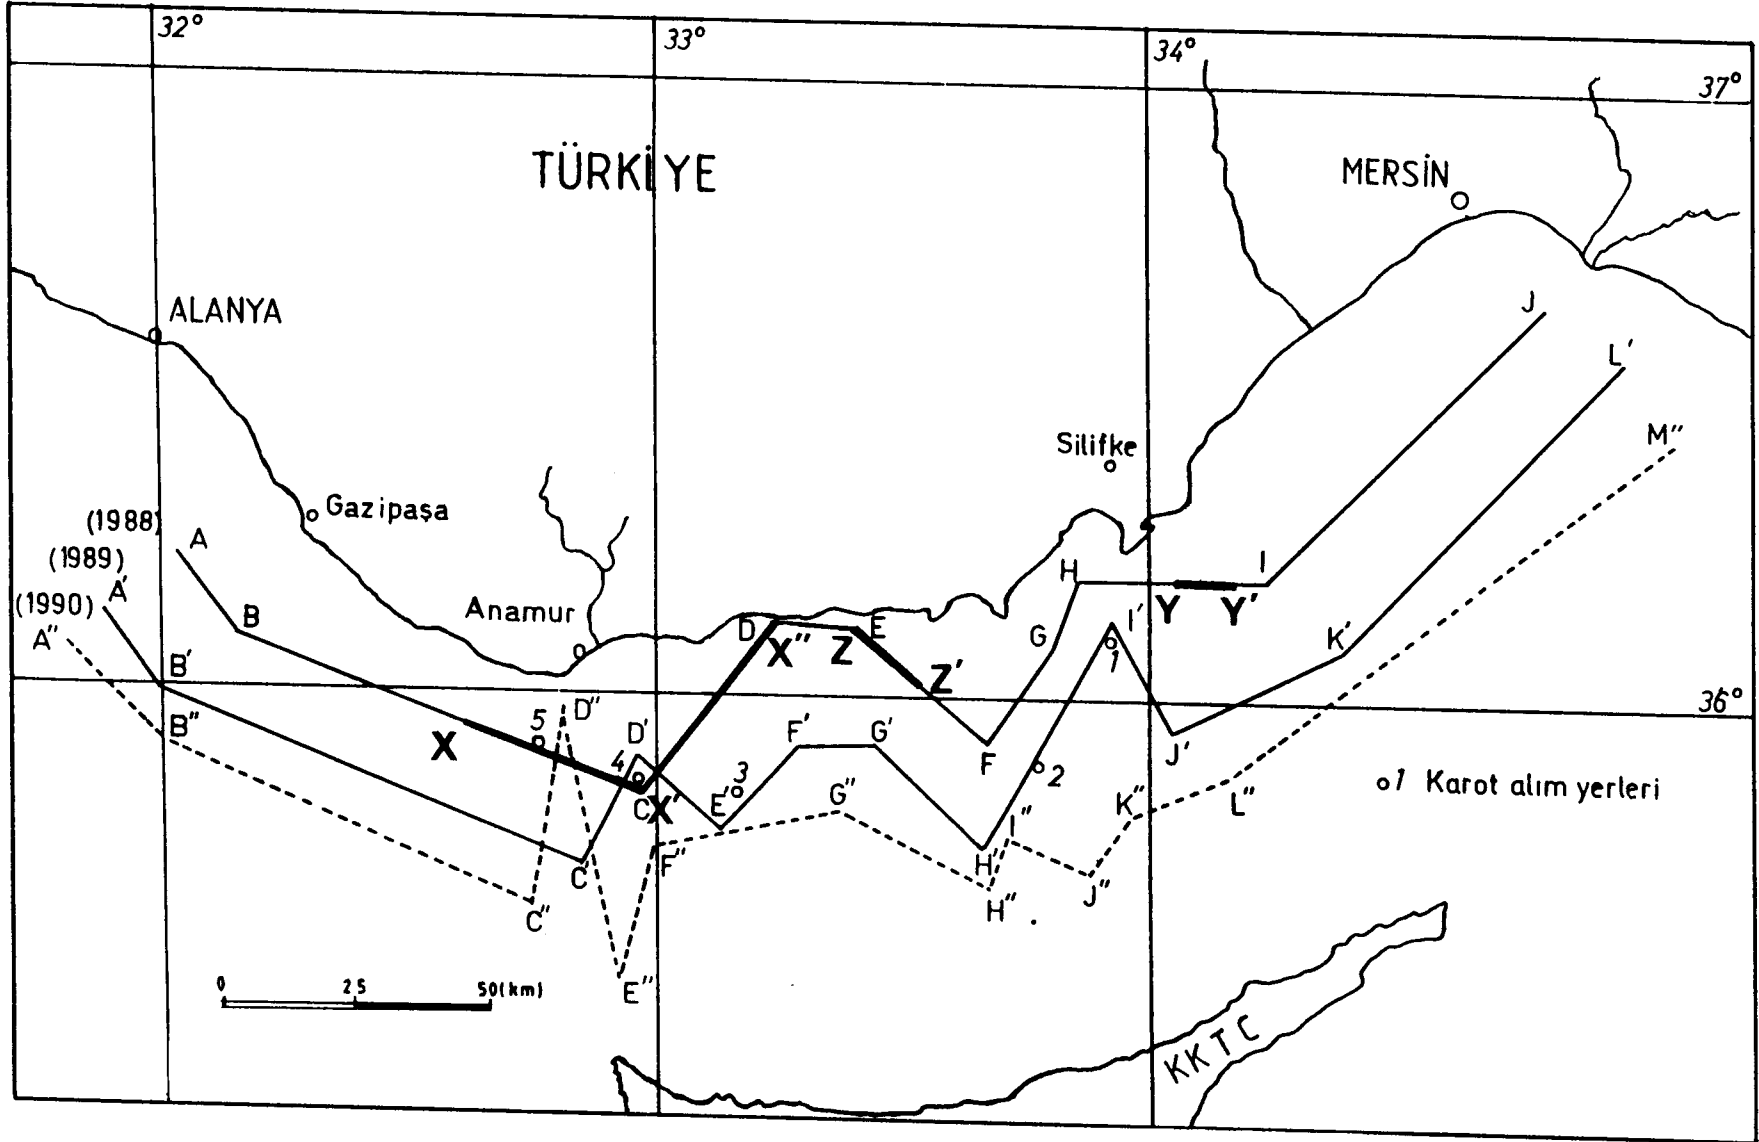 32°
33°
34°
37°
TÜRKİYE
MERSİN
ALANYA
J
L'
Silifke
M"
Gazipaşa
(1988)
A
(1989)
A'
H
I
(1990)
A"
Anamur
B
D
E
X"
Z
Z'
G
I'
Y
Y'
1
K'
B'
36°
B"
D"
5
X
D'
4
C
X'
F'
G'
3
E'
F
2
J'
G"
K"
L"
o1 Karot alım yerleri
I"
C'
F"
H'
J"
C"
H"
E"
0 25 50(km)
KKTC